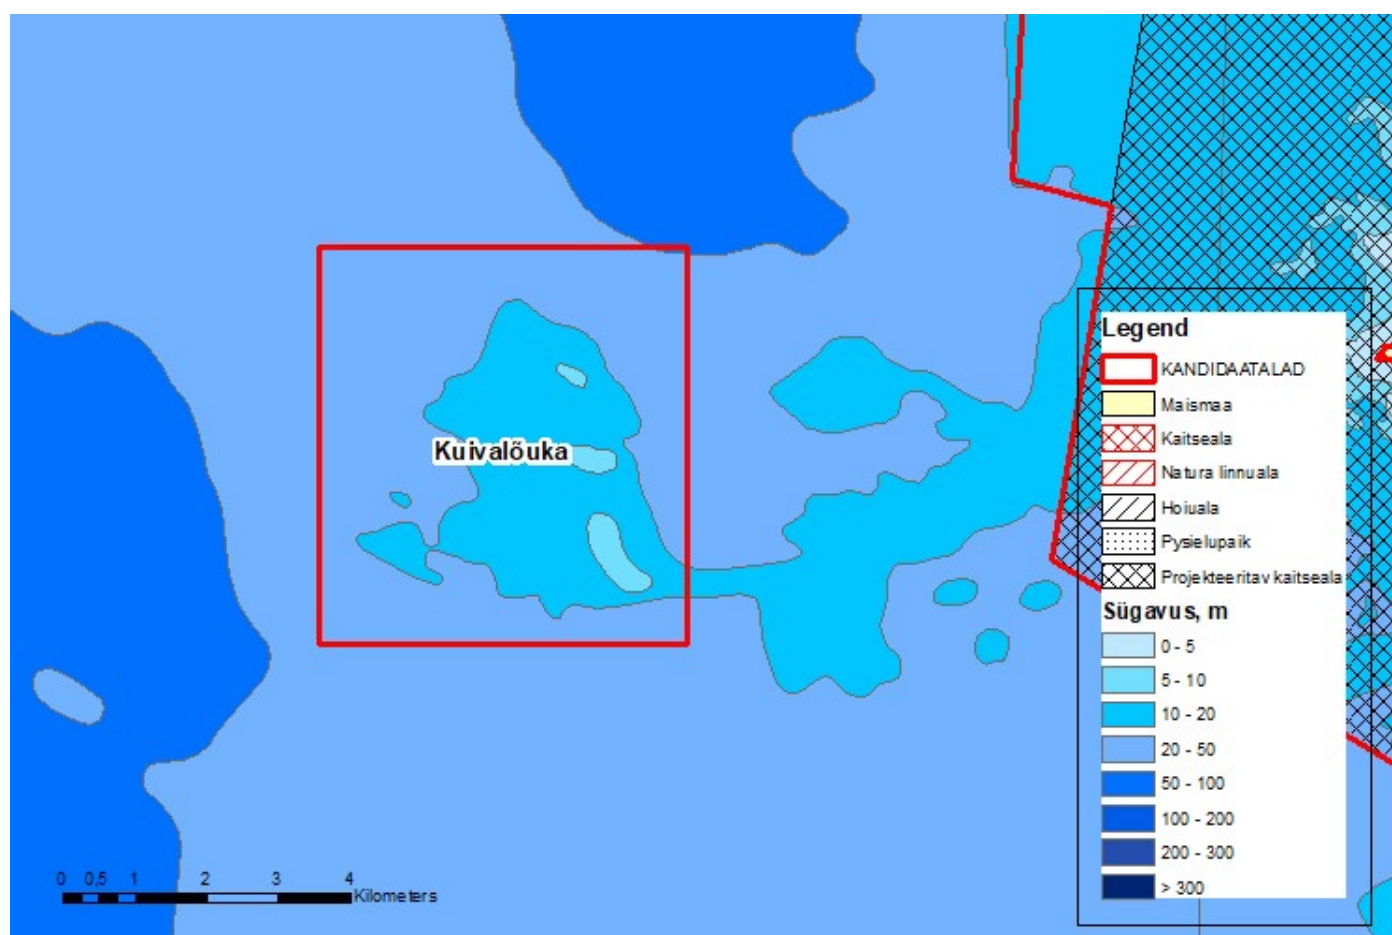 Legend
KANDIDAATALAD
Maismaa
Kaitseala
Kuivalõuka
Natura linnuala
Hoiuala
Pysielupaik
Projekteeritav kaitseala
Sügavus, m
0 - 5
5 - 10
10 - 20
20 - 50
50 - 100
100 - 200
200 - 300
> 300
0 0,5 1 2 3 4
Kilometers